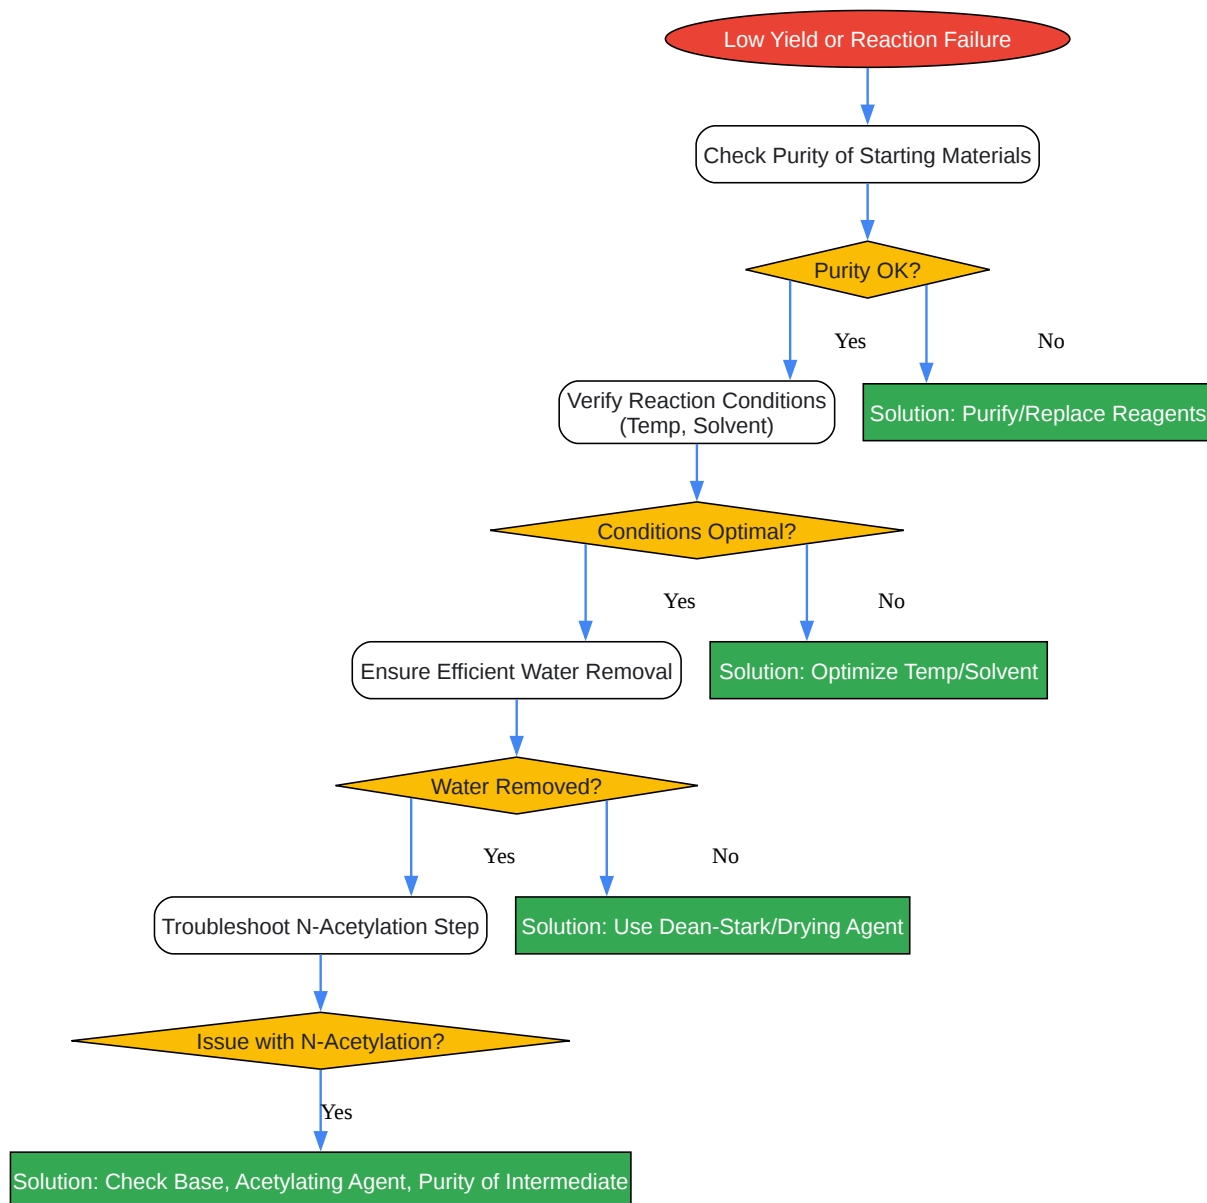 Low Yield or Reaction Failure
Check Purity of Starting Materials
Purity OK?
Yes
No
Verify Reaction Conditions
(Temp, Solvent)
Solution: Purify/Replace Reagents
Conditions Optimal?
Yes
No
Ensure Efficient Water Removal
Solution: Optimize Temp/Solvent
Water Removed?
Yes
No
Troubleshoot N-Acetylation Step
Solution: Use Dean-Stark/Drying Agent
Issue with N-Acetylation?
Yes
Solution: Check Base, Acetylating Agent, Purity of Intermediate